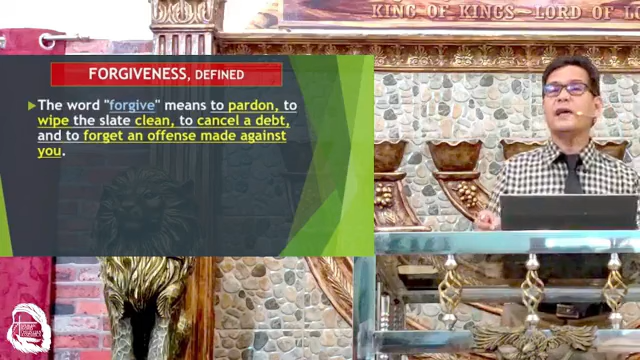 KING OF KINGS - LORD OF LO
FORGIVENESS, DEFINED
The word "forgive" means to pardon, to
wipe the slate clean, to cancel a debt,
and to forget an offense made against
you.